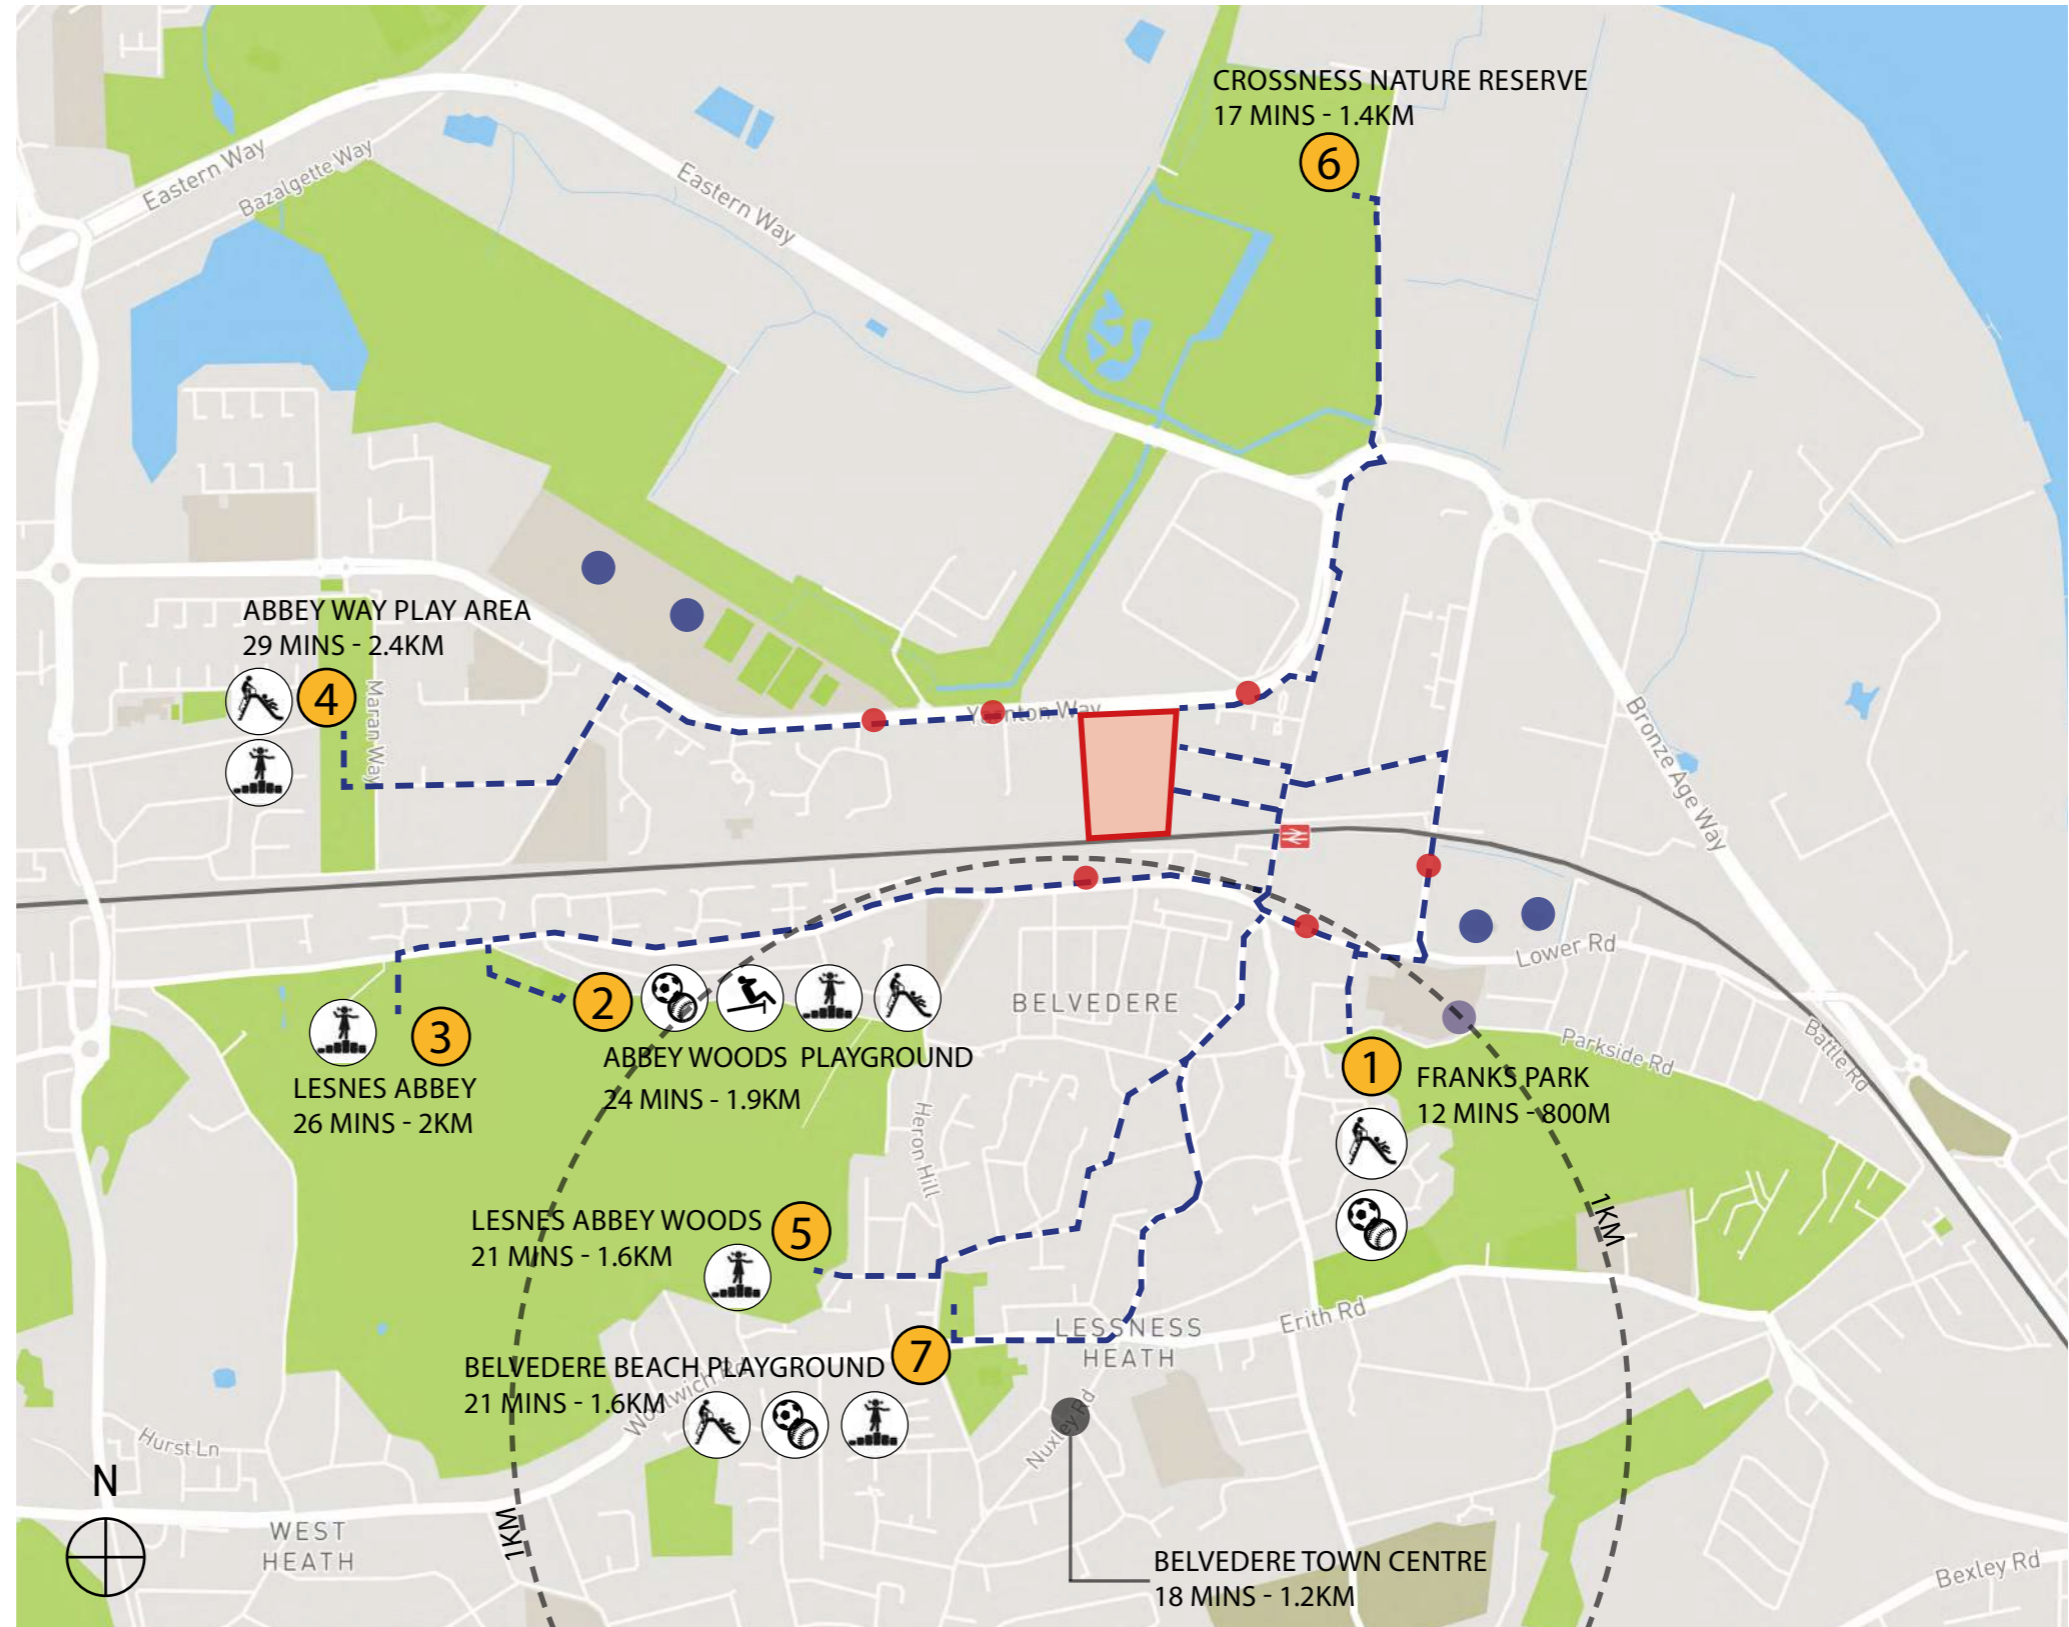 CROSSNESS NATURE RESERVE
17 MINS - 1.4KM
6
Eastern Way
Bazalgette Way
Eastern Way
ABBEY WAY PLAY AREA
29 MINS - 2.4KM
4
Maran Way
Yarnton Way
Bronze Age Way
Lower Rd
2
ABBEY WOODS PLAYGROUND
24 MINS - 1.9KM
BELVEDERE
3
LESNES ABBEY
26 MINS - 2KM
1
FRANKS PARK
12 MINS - 800M
Parkside Rd
Battle Rd
Heron Hill
LESNES ABBEY WOODS
21 MINS - 1.6KM
5
1KM
Erith Rd
LESSNESS
HEATH
BELVEDERE BEACH PLAYGROUND
21 MINS - 1.6KM
7
Woolwich Rd
Nuxley Rd
Hurst Ln
N
WEST
HEATH
1KM
BELVEDERE TOWN CENTRE
18 MINS - 1.2KM
Bexley Rd